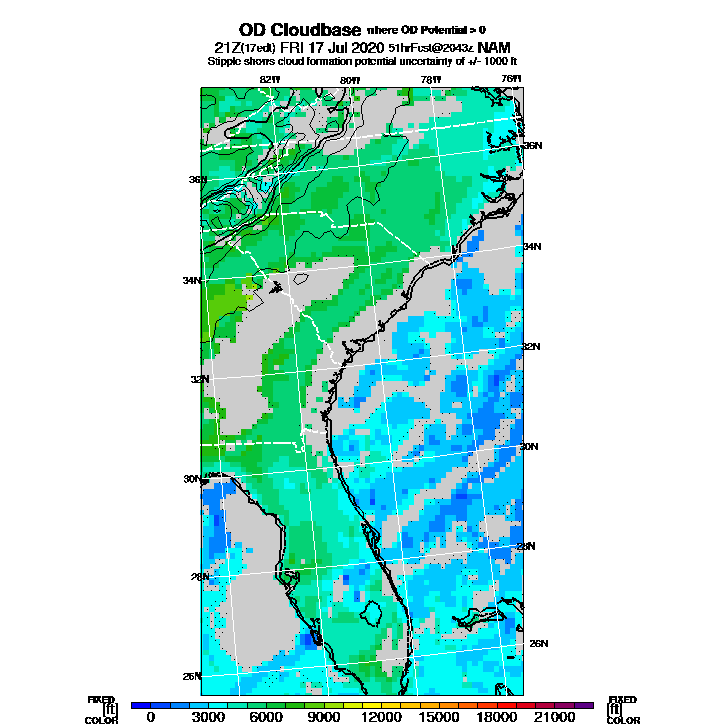 OD Cloudbase where OD Potential > 0
21Z(17edt) FRI 17 Jul 2020 51hrFcst@2043z NAM
Stipple shows cloud formation potential uncertainty of +/- 1000 ft
82W 80W 78W 76W
36N 36N
34N 34N
32N 32N
30N 30N
28N 28N
26N 26N
FIXED FIXED
[ft] [ft]
COLOR COLOR
0 3000 6000 9000 12000 15000 18000 21000